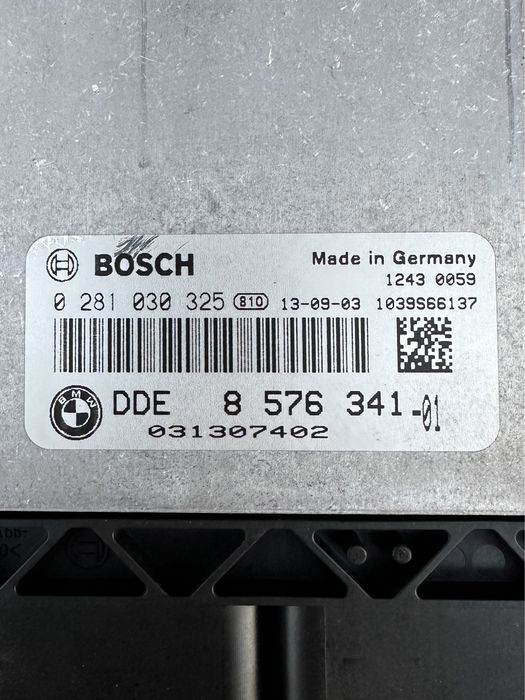 BOSCH
Made in Germany
1243 0059
0 281 030 325 810 13-09-03 1039S66137
BMW
DDE 8 576 341-01
031307402